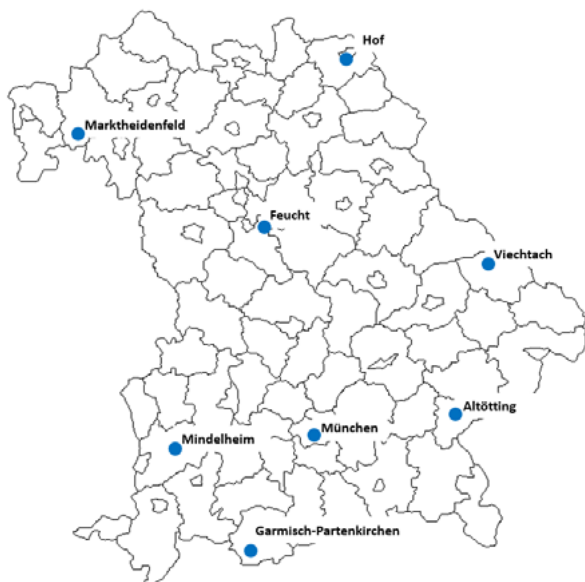 Hof
Marktheidenfeld
Feucht
Viechtach
Altötting
München
Mindelheim
Garmisch-Partenkirchen